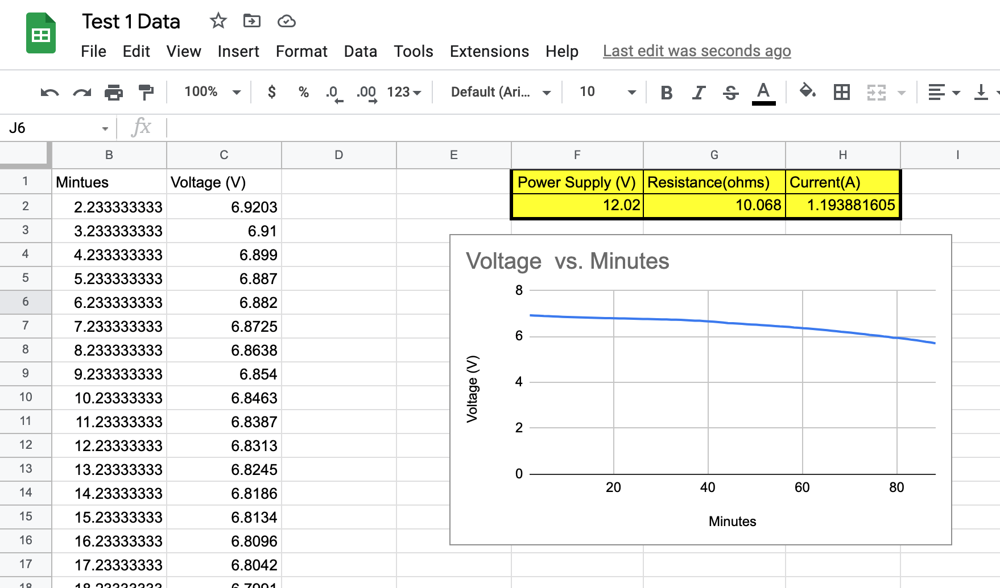 Test 1 Data
File Edit View Insert Format Data Tools Extensions Help Last edit was seconds ago
100% $ % .0 .00 123 Default (Ari... 10 B I S A
J6 fx
B C D E F G H I
1 Mintues Voltage (V) Power Supply (V) Resistance(ohms) Current(A)
2 2.233333333 6.9203 12.02 10.068 1.193881605
3 3.233333333 6.91
4 4.233333333 6.899
5 5.233333333 6.887
6 6.233333333 6.882
7 7.233333333 6.8725
8 8.233333333 6.8638
9 9.233333333 6.854
10 10.23333333 6.8463
11 11.23333333 6.8387
12 12.23333333 6.8313
13 13.23333333 6.8245
14 14.23333333 6.8186
15 15.23333333 6.8134
16 16.23333333 6.8096
17 17.23333333 6.8042
Voltage vs. Minutes
8
6
4
2
0
Voltage (V)
20 40 60 80
Minutes